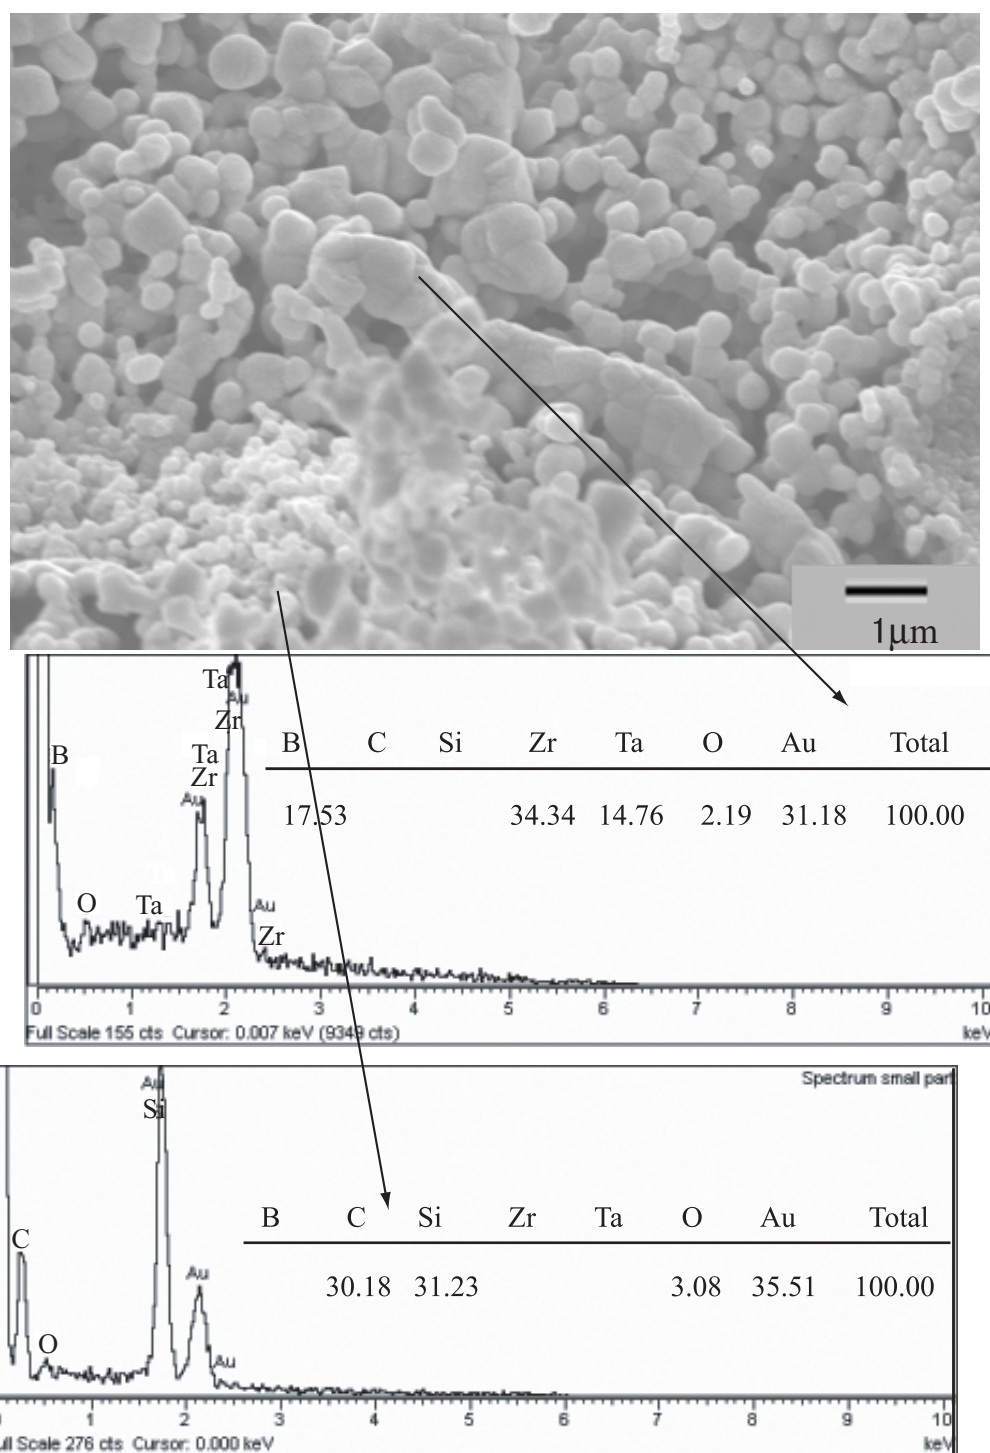 1μm
Ta
Au
Zr
B
Ta
Zr
Au
B C Si Zr Ta O Au Total
17.53 34.34 14.76 2.19 31.18 100.00
O
Ta
Au
Zr
0 1 2 3 4 5 6 7 8 9 10
Full Scale 155 cts Cursor: 0.007 keV (9349 cts) keV
Spectrum small part
Au
Si
B C Si Zr Ta O Au Total
C
Au
30.18 31.23 3.08 35.51 100.00
O
Au
1 2 3 4 5 6 7 8 9 10
ull Scale 276 cts Cursor: 0.000 keV keV